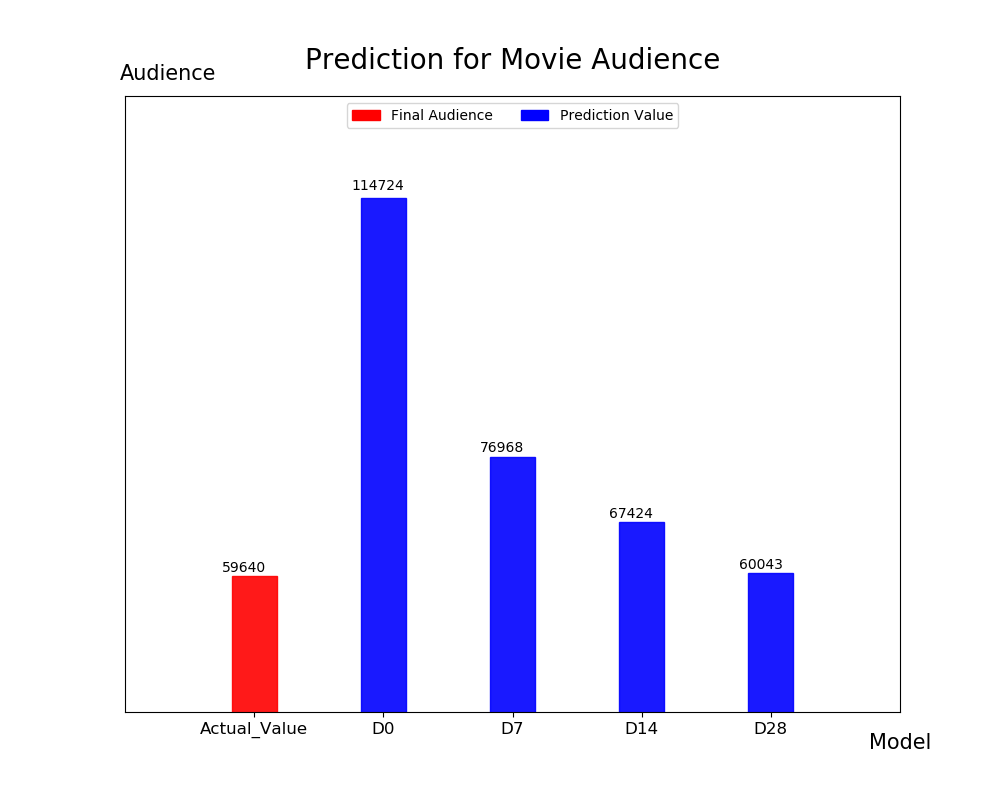 Prediction for Movie Audience
Audience
Final Audience Prediction Value
114724
76968
67424
59640
60043
Actual_Value D0 D7 D14 D28
Model